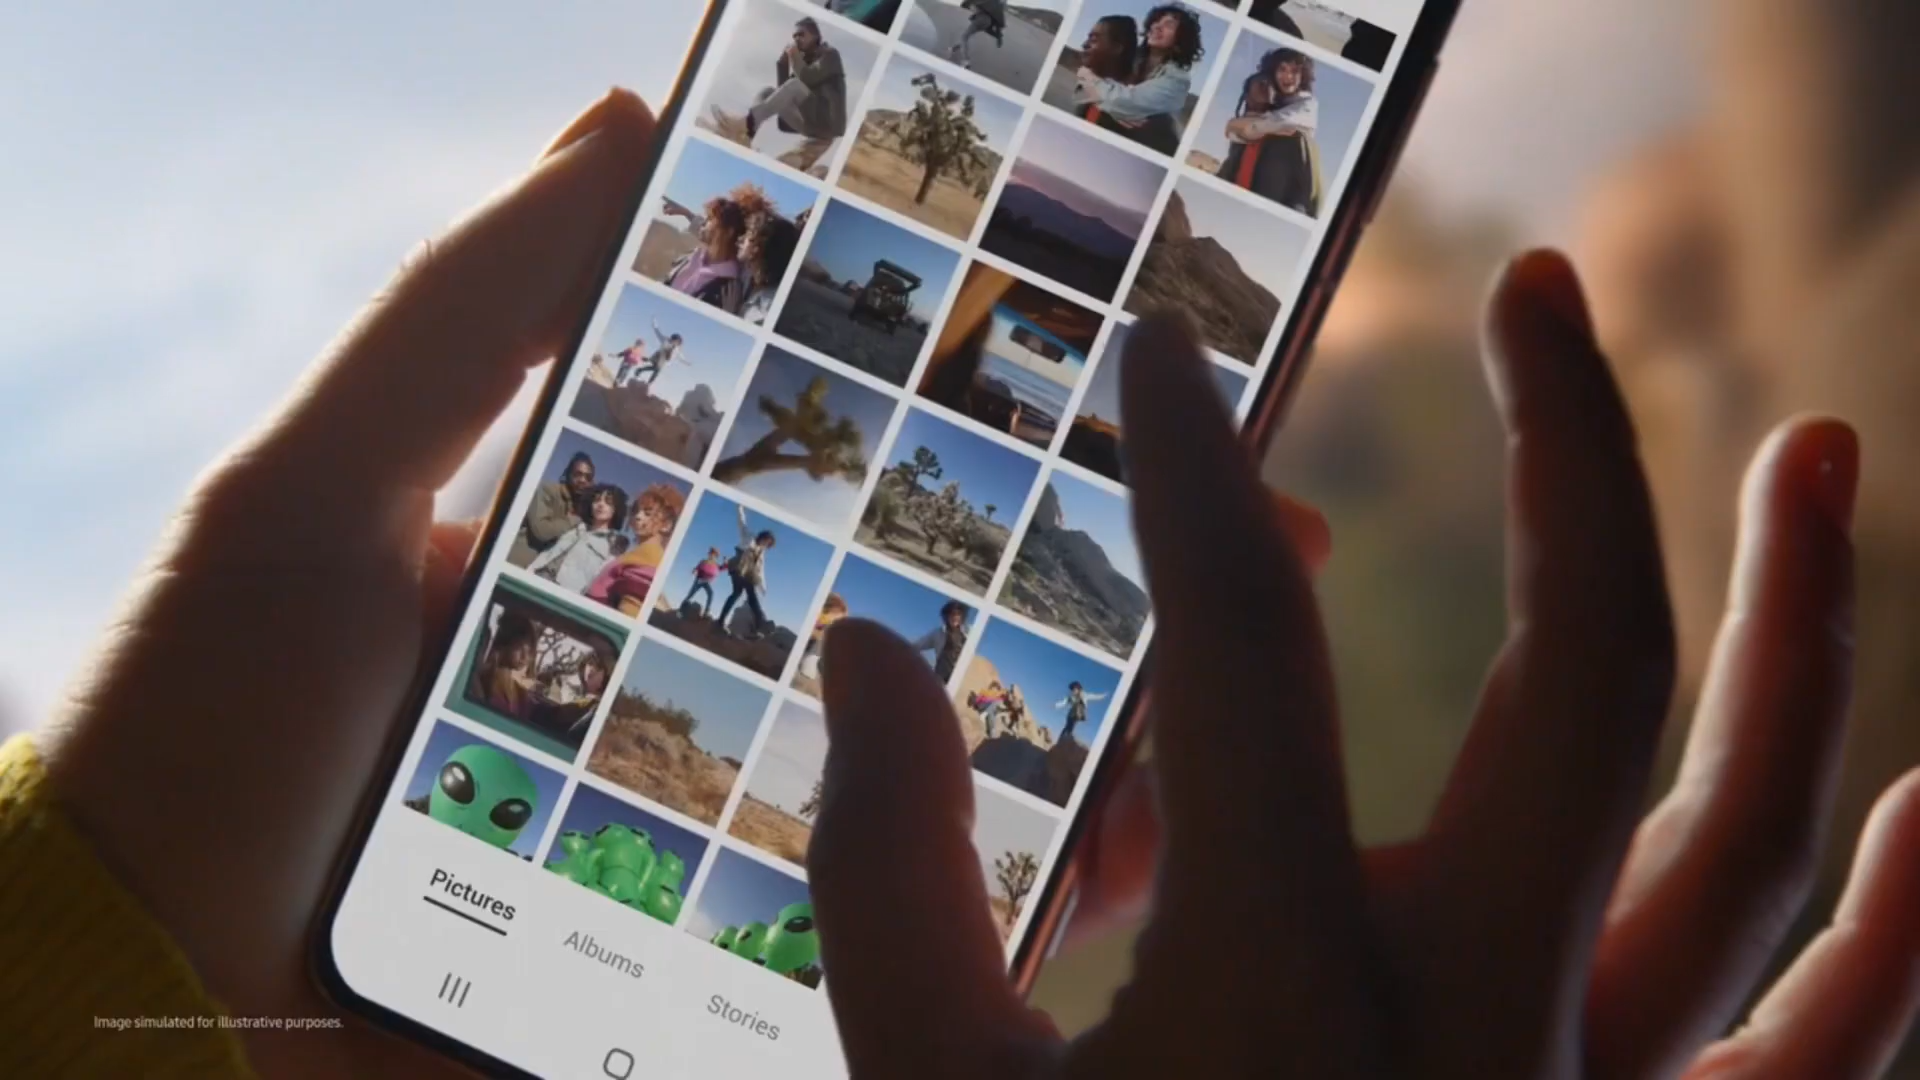 Pictures
Albums
Stories
Image simulated for illustrative purposes.